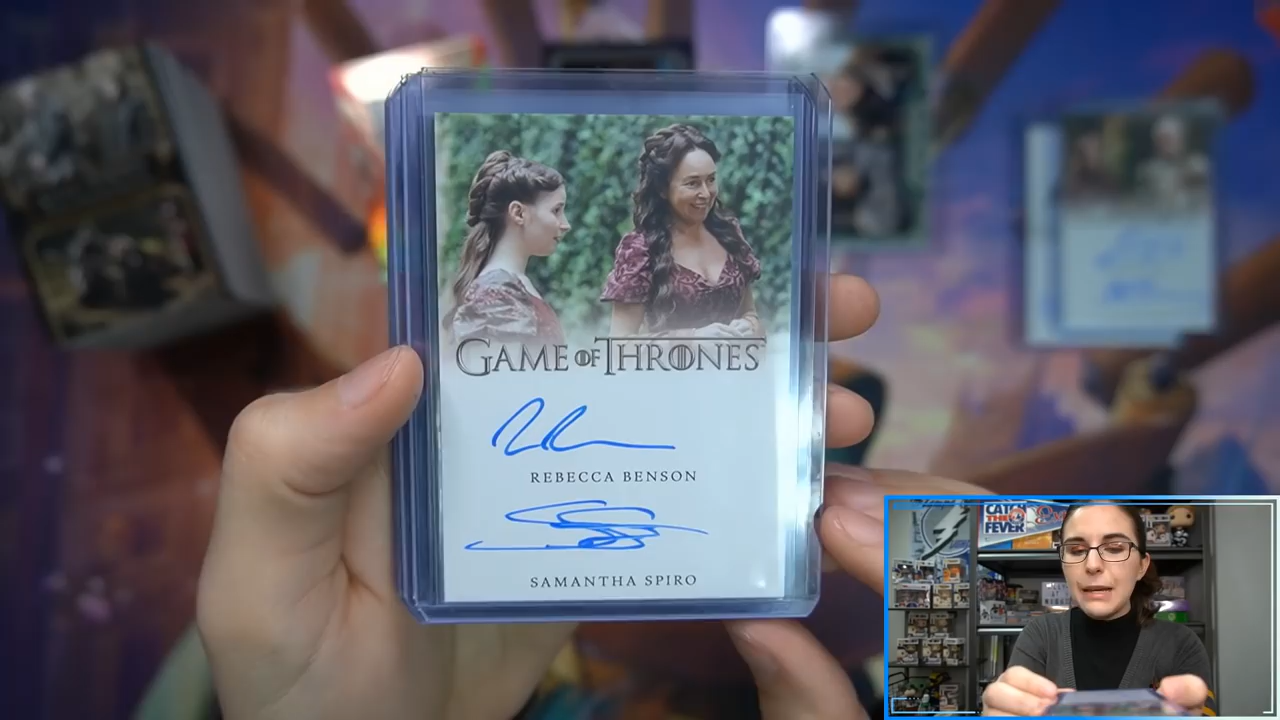 GAME OF THRONES
REBECCA BENSON
SAMANTHA SPIRO
CATCH
THE
FEVER